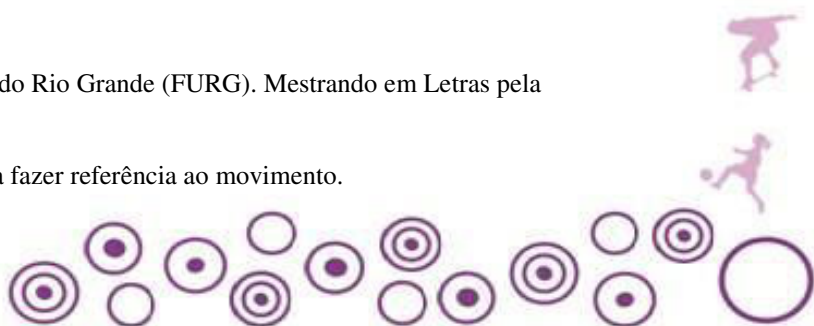 do Rio Grande (FURG). Mestrando em Letras pela
fazer referência ao movimento.